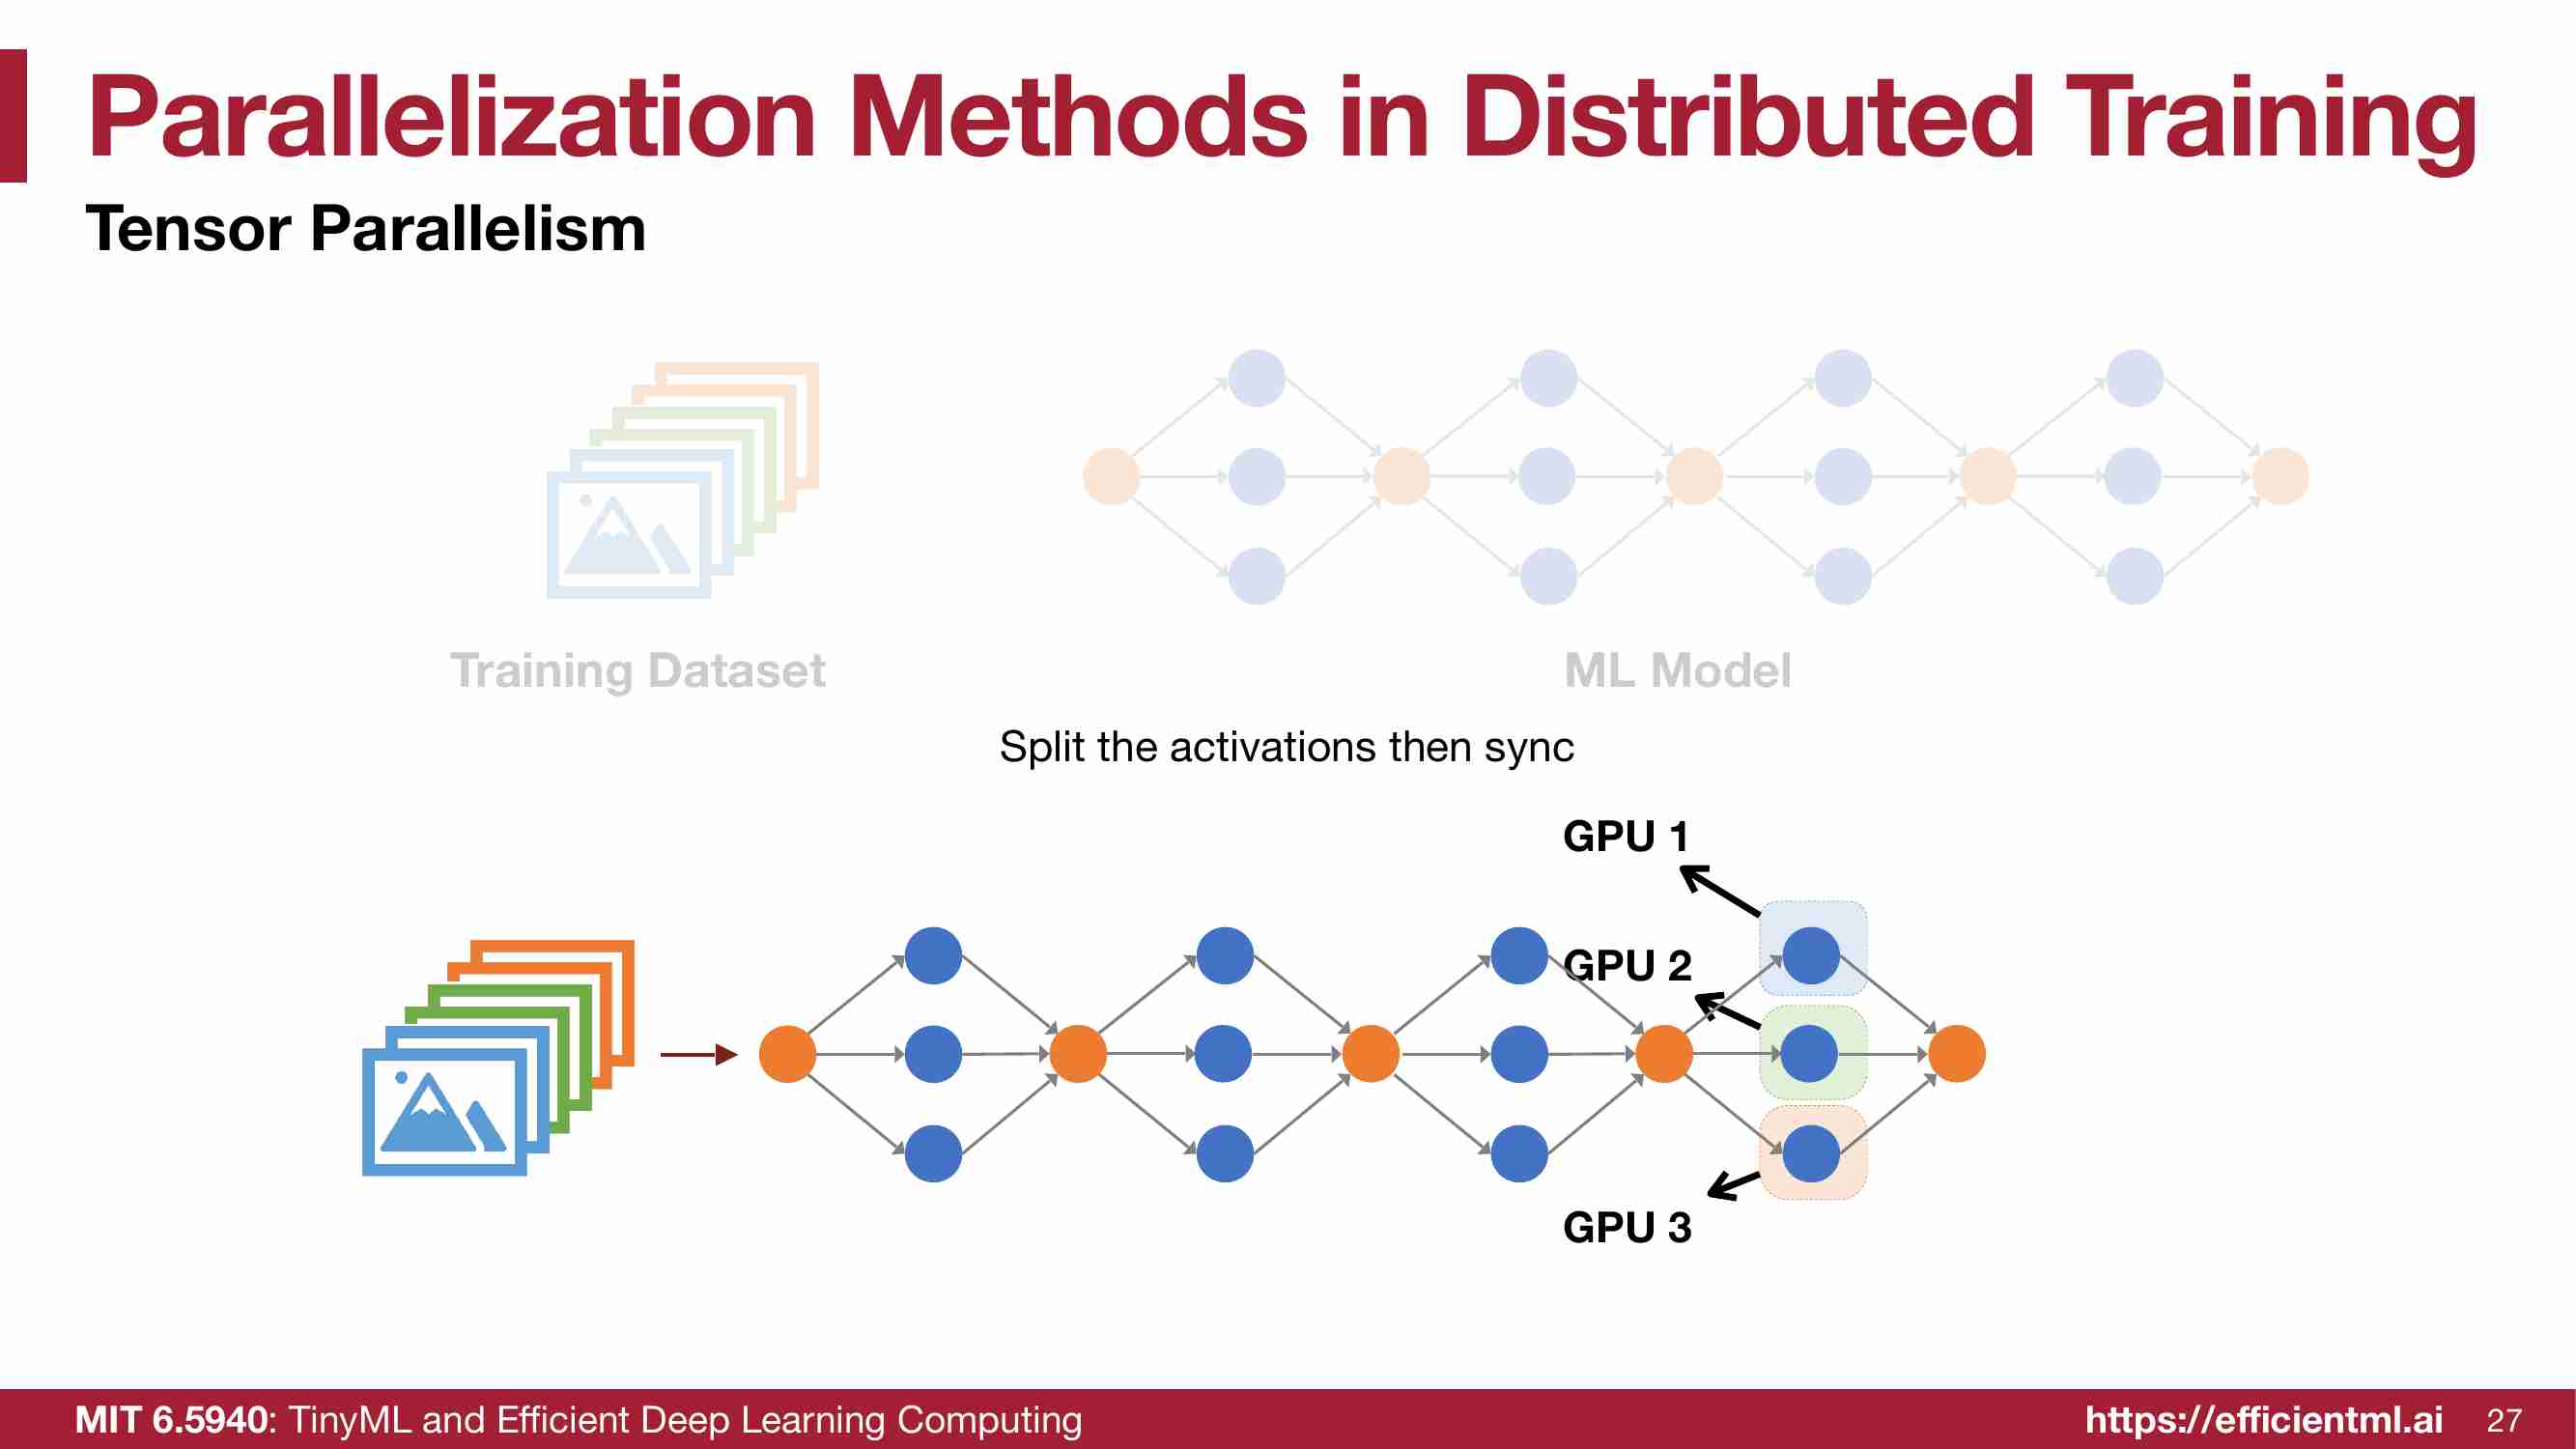 Parallelization Methods in Distributed Training
Tensor Parallelism
Training Dataset
ML Model
Split the activations then sync
GPU 1
GPU 2
GPU 3
MIT 6.5940: TinyML and Efficient Deep Learning Computing
https://efficientml.ai
27